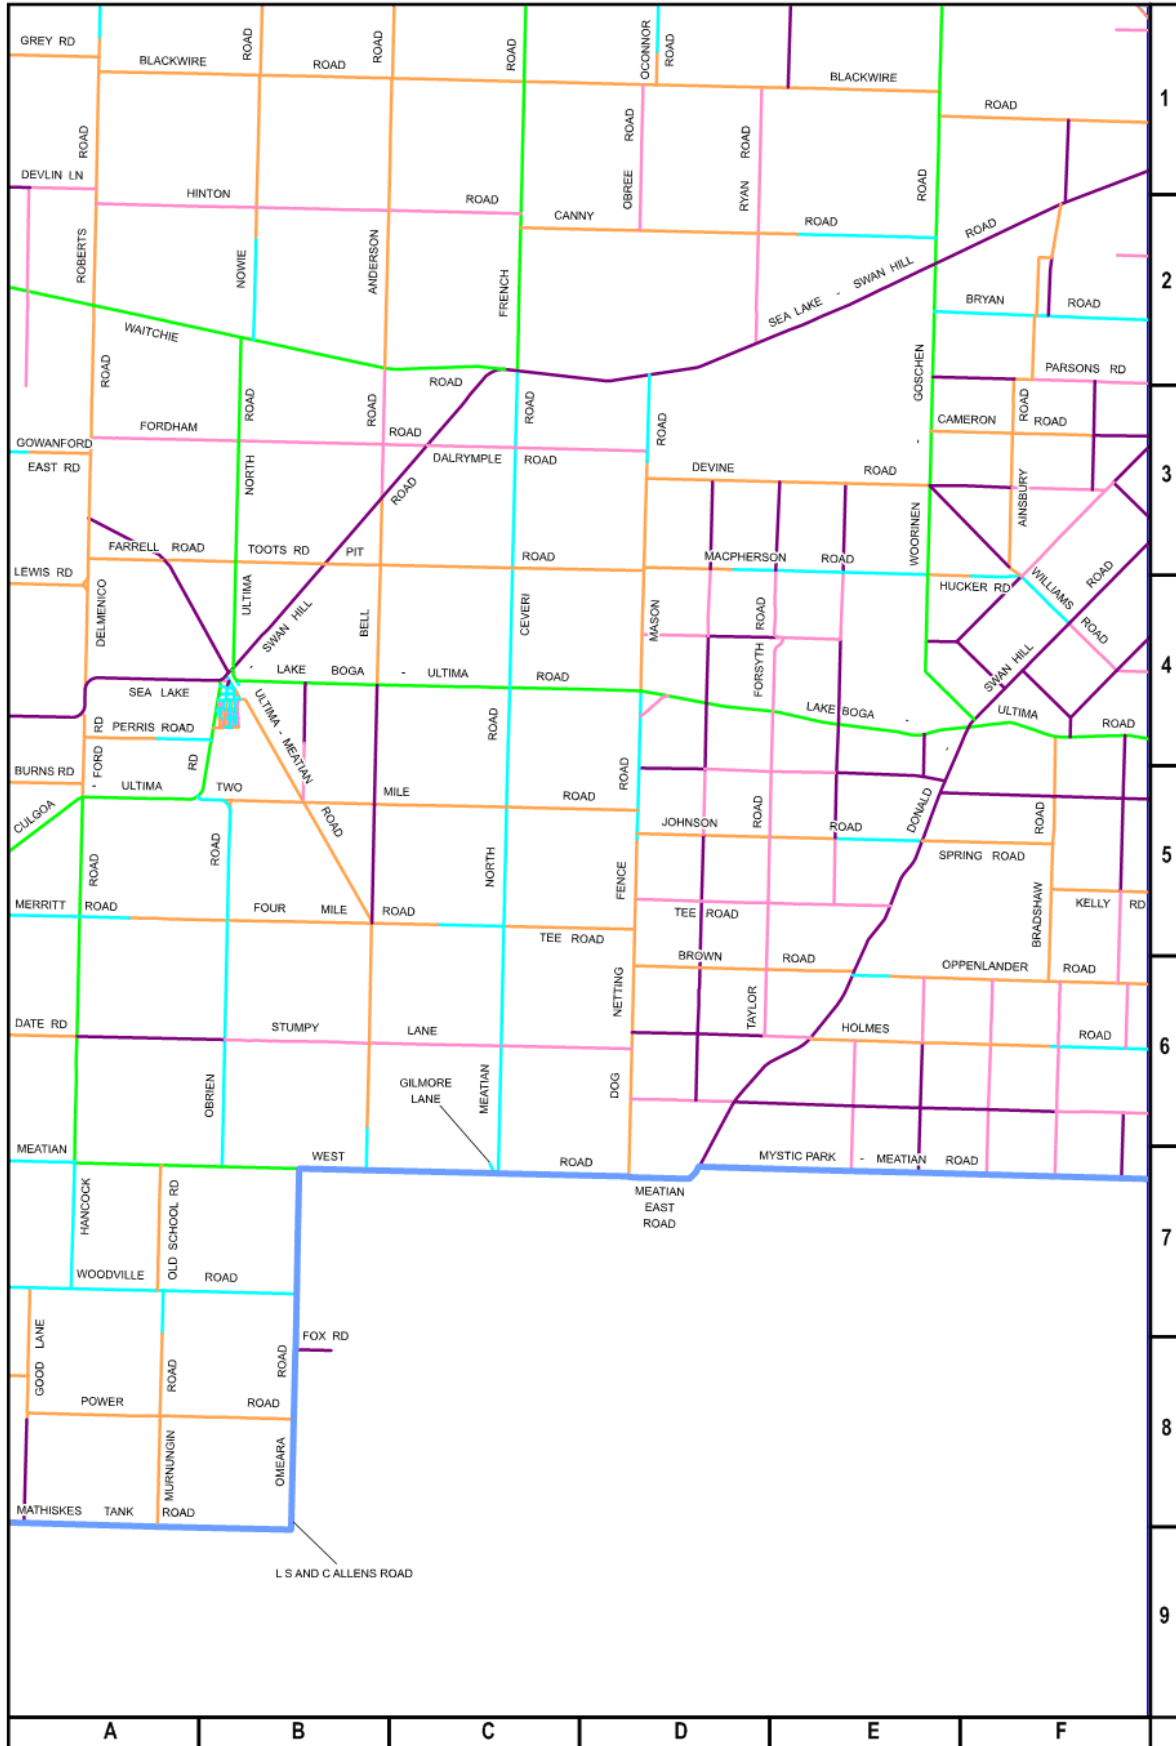 GREY RD
BLACKWIRE
ROAD
ROAD
ROAD
ROAD
OCONNOR
ROAD
BLACKWIRE
ROAD
1
ROAD
DEVLIN LN
HINTON
ROAD
CANNY
OBREE
ROAD
RYAN
ROAD
ROAD
ROAD
ROAD
ROBERTS
NOWIE
ANDERSON
FRENCH
SEA LAKE - SWAN HILL
BRYAN
ROAD
2
WAITCHIE
ROAD
ROAD
ROAD
ROAD
ROAD
ROAD
GOSCHEN
-
WOORINEN
PARSONS RD
CAMERON
ROAD
ROAD
AINSBURY
3
FORDHAM
ROAD
DALRYMPLE
ROAD
GOWANFORD
EAST RD
NORTH
ROAD
DEVINE
ROAD
FARRELL ROAD
TOOTS RD
PIT
ROAD
MACPHERSON
ROAD
LEWIS RD
DELMENICO
ULTIMA
SWAN HILL
BELL
CEVERI
MASON
FORSYTH
ROAD
HUCKER RD
WILLIAMS
ROAD
ROAD
4
SEA LAKE
-
LAKE BOGA
-
ULTIMA
ROAD
SWAN HILL
LAKE BOGA
-
ULTIMA
ROAD
PERRIS ROAD
RD
FORD
RD
ULTIMA - MEATIAN
ROAD
ROAD
ROAD
-
BURNS RD
CULGOA
-
ULTIMA
TWO
MILE
ROAD
JOHNSON
ROAD
ROAD
DONALD
ROAD
SPRING ROAD
5
ROAD
ROAD
NORTH
FENCE
MERRITT
ROAD
FOUR
MILE
ROAD
TEE ROAD
TEE ROAD
BRADSHAW
KELLY RD
BROWN
ROAD
OPPENLANDER
ROAD
NETTING
TAYLOR
DATE RD
STUMPY
LANE
HOLMES
ROAD
6
OBRIEN
GILMORE
LANE
MEATIAN
DOG
MEATIAN
WEST
ROAD
MYSTIC PARK
-
MEATIAN
ROAD
MEATIAN
EAST
ROAD
HANCOCK
OLD SCHOOL RD
7
WOODVILLE
ROAD
GOOD LANE
ROAD
ROAD
FOX RD
POWER
ROAD
8
MURNUNGIN
OMEARA
MATHISKES
TANK
ROAD
L S AND C ALLENS ROAD
9
A
B
C
D
E
F